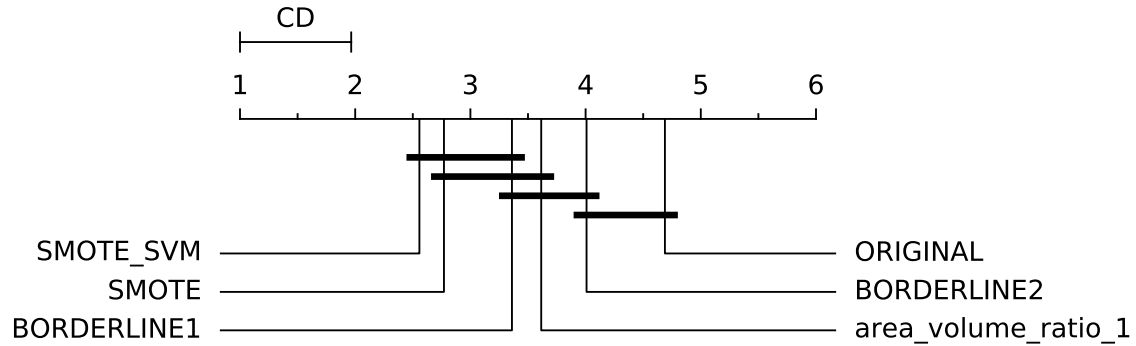 CD
1 2 3 4 5 6
SMOTE_SVM ORIGINAL
SMOTE BORDERLINE2
BORDERLINE1 area_volume_ratio_1